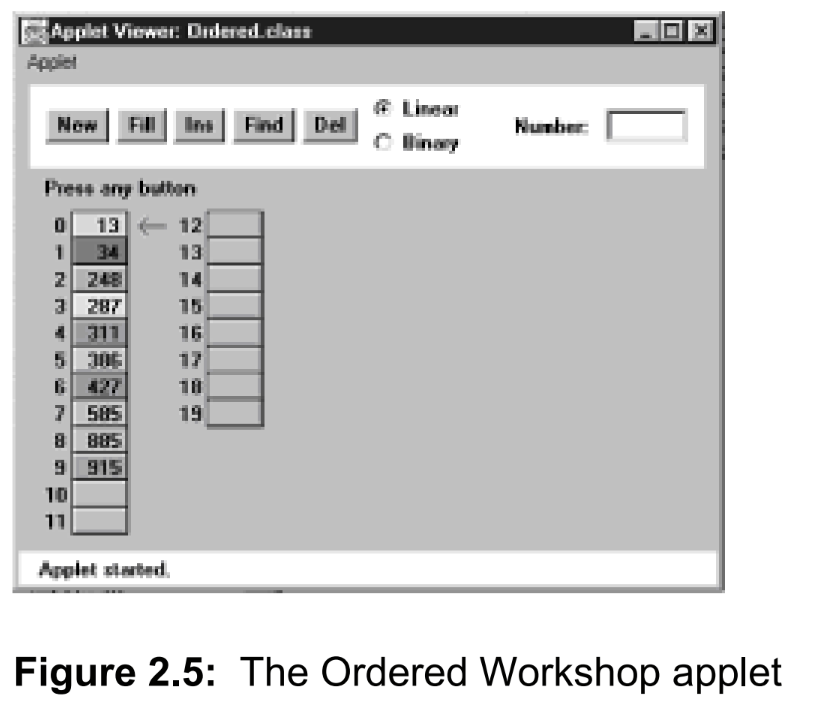 Applet Viewer: Ordered.class
Applet
New Fill Ins Find Del Linear Number:
Binary
Press any button
0 13 12
1 34 13
2 248 14
3 287 15
4 311 16
5 386 17
6 427 18
7 585 19
8 885
9 915
10
11
Applet started.
Figure 2.5: The Ordered Workshop applet